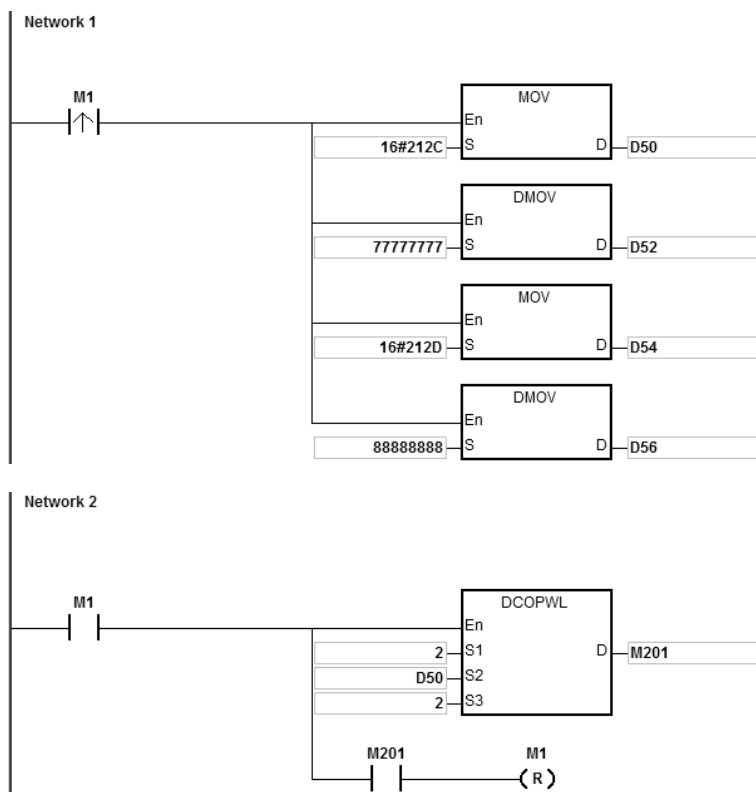 Network 1
M1
MOV
En
16#212C S D D50
DMOV
En
77777777 S D D52
MOV
En
16#212D S D D54
DMOV
En
88888888 S D D56
Network 2
M1
DCOPWL
En
2 S1 D M201
D50 S2
2 S3
M201 M1
R